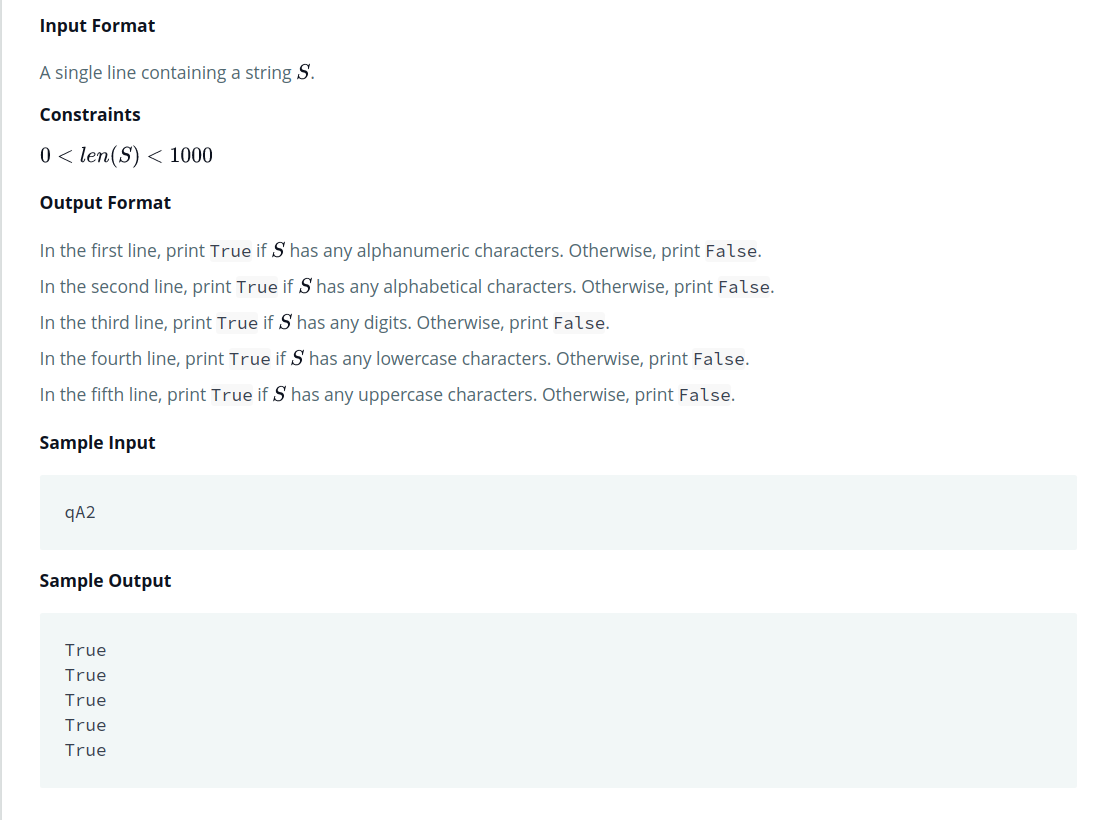 Input Format
A single line containing a string S.
Constraints
0 < len(S) < 1000
Output Format
In the first line, print True if S has any alphanumeric characters. Otherwise, print False.
In the second line, print True if S has any alphabetical characters. Otherwise, print False.
In the third line, print True if S has any digits. Otherwise, print False.
In the fourth line, print True if S has any lowercase characters. Otherwise, print False.
In the fifth line, print True if S has any uppercase characters. Otherwise, print False.
Sample Input
qA2
Sample Output
True
True
True
True
True